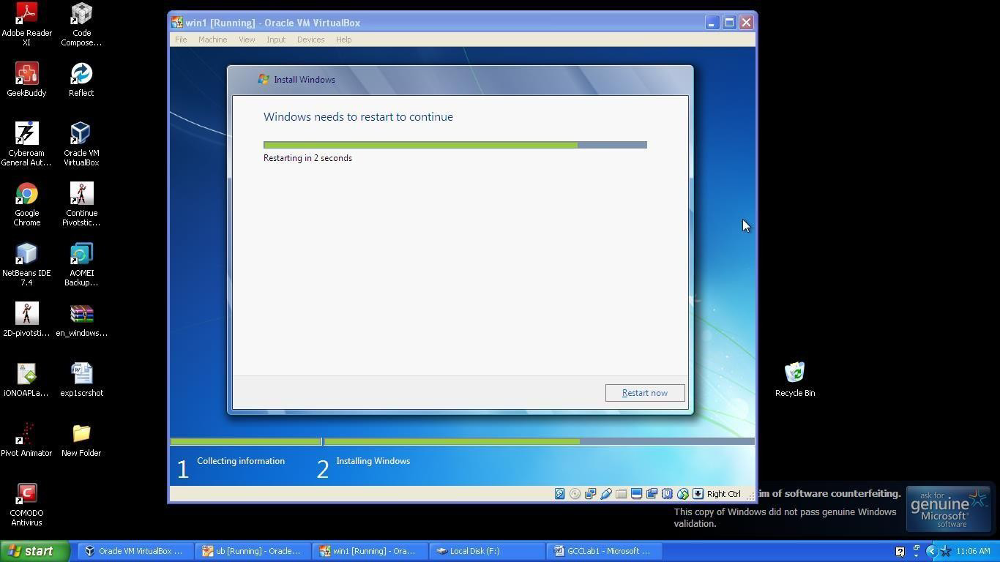 Adobe Reader
XI
Code
Compose...
GeekBuddy
Reflect
Cyberoam
General Aut...
Oracle VM
VirtualBox
Google
Chrome
Continue
Pivotstic...
NetBeans IDE
7.4
AOMEI
Backup...
2D-pivotsti...
en_windows...
iONOAPLa...
exp1scrshot
Pivot Animator
New Folder
COMODO
Antivirus
win1 [Running] - Oracle VM VirtualBox
File Machine View Input Devices Help
Install Windows
Windows needs to restart to continue
Restarting in 2 seconds
Restart now
1 Collecting information
2 Installing Windows
Right Ctrl
Recycle Bin
tim of software counterfeiting.
This copy of Windows did not pass genuine Windows
validation.
ask for
genuine
Microsoft
software
start
Oracle VM VirtualBox ...
ub [Running] - Oracle...
win1 [Running] - Ora...
Local Disk (F:)
GCCLab1 - Microsoft ...
11:06 AM